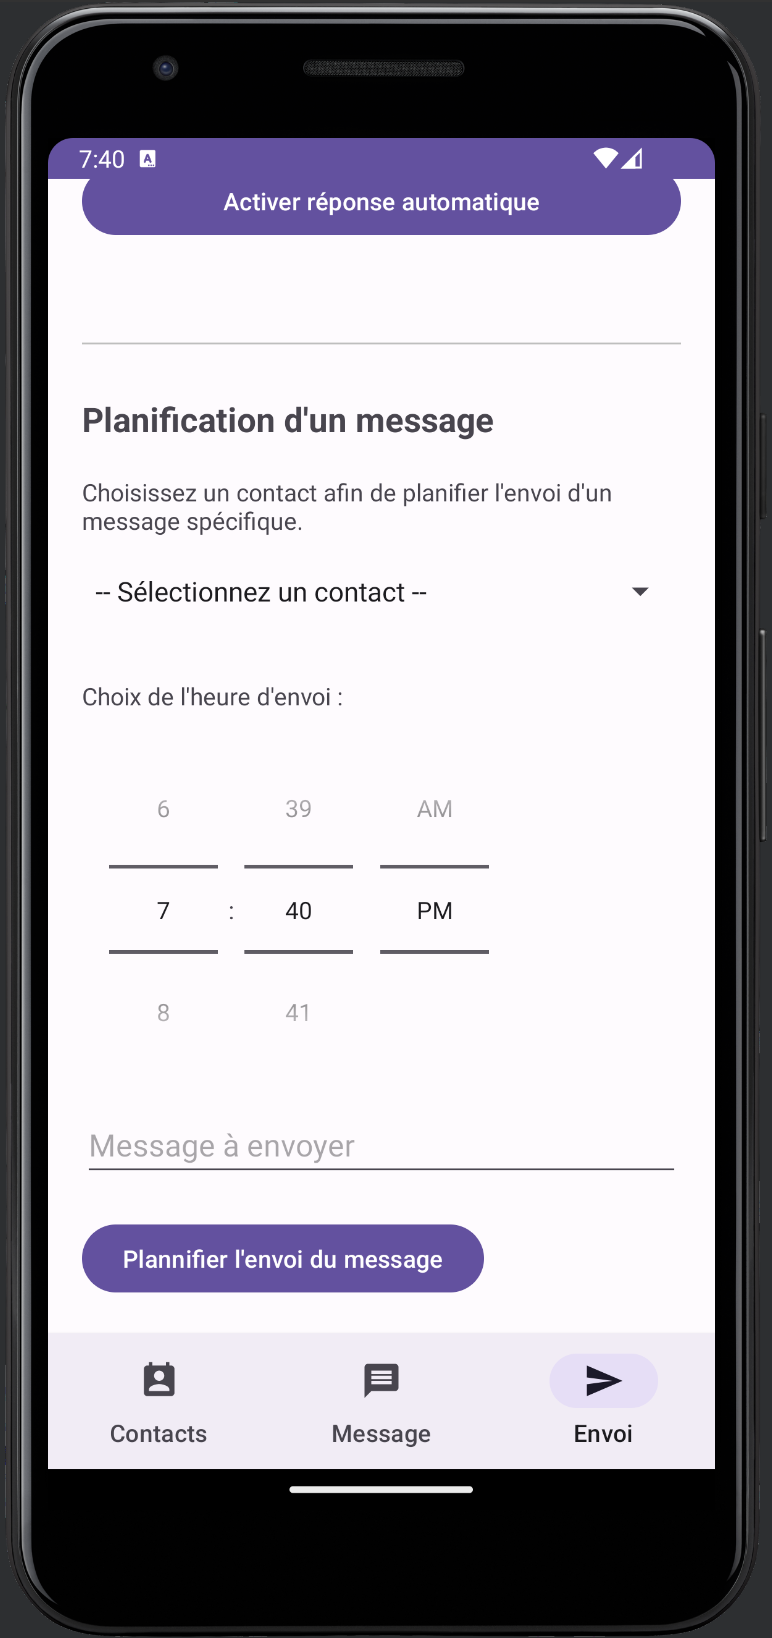 7:40
Activer réponse automatique
Planification d'un message
Choisissez un contact afin de planifier l'envoi d'un
message spécifique.
-- Sélectionnez un contact --
Choix de l'heure d'envoi :
6 39 AM
7 : 40 PM
8 41
Message à envoyer
Plannifier l'envoi du message
Contacts Message Envoi